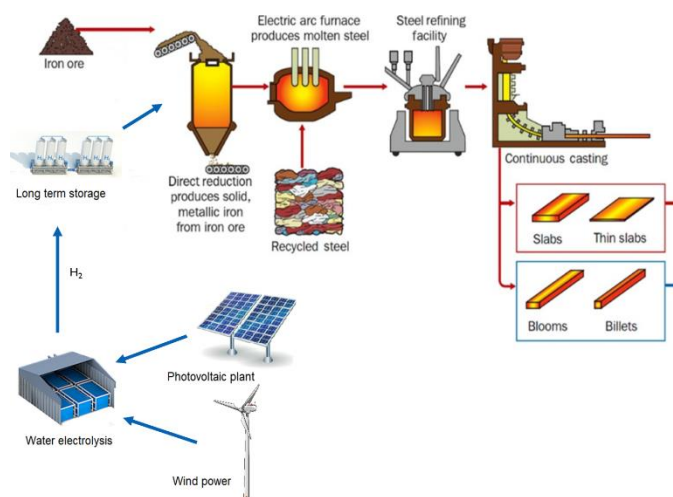 Iron ore
Electric arc furnace
produces molten steel
Steel refining
facility
Continuous casting
Long term storage
Direct reduction
produces solid,
metallic iron
from iron ore
Recycled steel
Slabs
Thin slabs
H₂
Blooms
Billets
Photovoltaic plant
Water electrolysis
Wind power